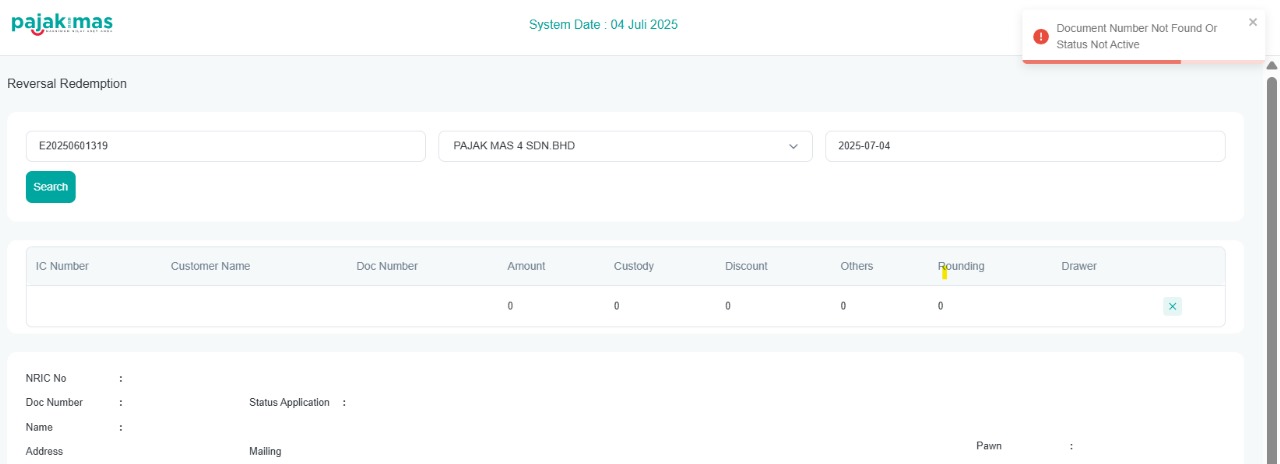 pajak mas
System Date : 04 Juli 2025
Document Number Not Found Or
Status Not Active
Reversal Redemption
E20250601319
PAJAK MAS 4 SDN.BHD
2025-07-04
Search
IC Number Customer Name Doc Number Amount Custody Discount Others Rounding Drawer
0 0 0 0 0
NRIC No :
Doc Number : Status Application :
Name :
Address Mailing
Pawn :